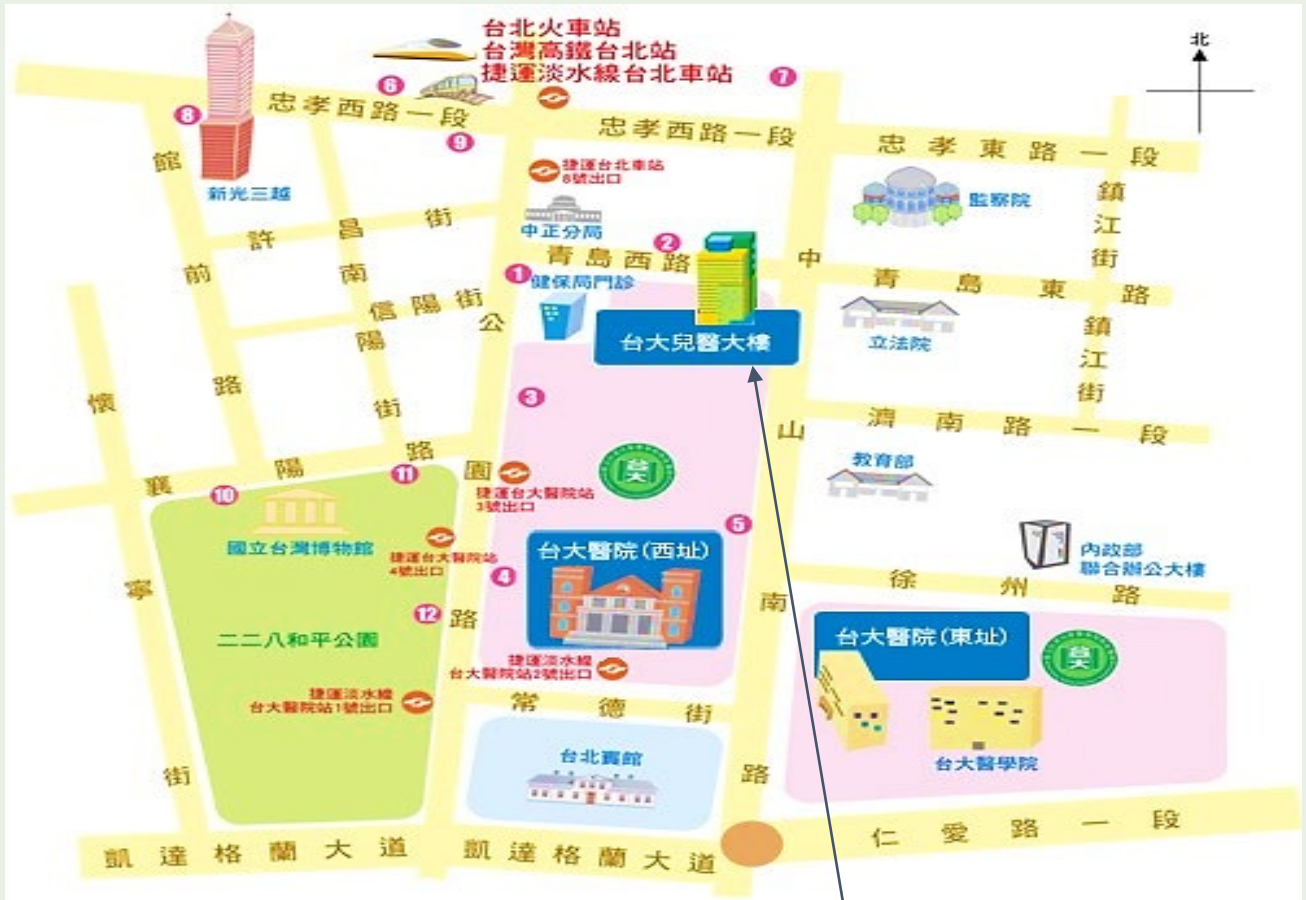 台北火車站
台灣高鐵台北站
捷運淡水線台北車站
北
6
7
8
忠孝西路一段
忠孝西路一段
忠孝東路一段
9
新光三越
捷運台北車站
8號出口
監察院
鎮江街
中正分局
館前路
許昌街
南陽街
信陽街
青島西路
2
青島東路
1
健保局門診
公園路
中山南路
台大兒醫大樓
立法院
鎮江街
懷寧街
3
濟南路一段
襄陽路
11
10
台大
教育部
捷運台大醫院站
3號出口
國立台灣博物館
捷運台大醫院站
4號出口
5
台大醫院(西址)
內政部
聯合辦公大樓
4
徐州路
12
二二八和平公園
台大醫院(東址)
台大
捷運淡水線
台大醫院站2號出口
捷運淡水線
台大醫院站1號出口
常德街
台北賓館
台大醫學院
凱達格蘭大道
凱達格蘭大道
仁愛路一段